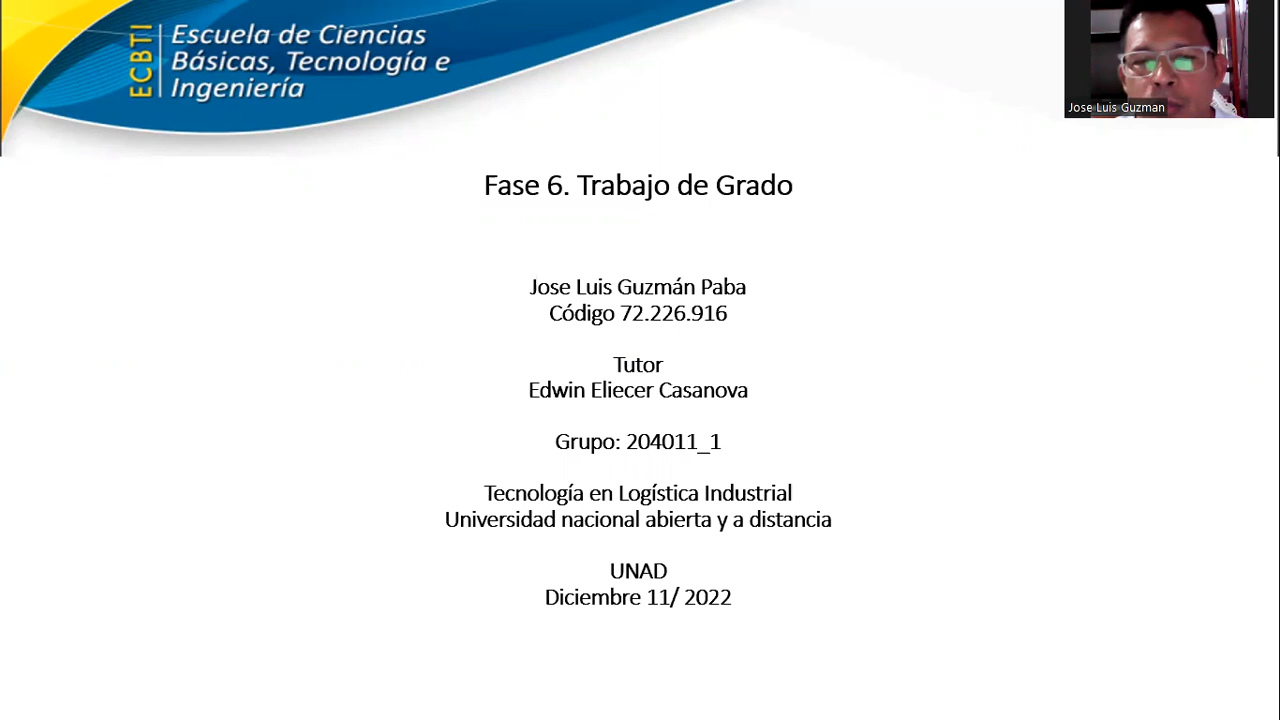 ECBTI
Escuela de Ciencias
Básicas, Tecnología e
Ingeniería
Jose Luis Guzman
Fase 6. Trabajo de Grado
Jose Luis Guzmán Paba
Código 72.226.916
Tutor
Edwin Eliecer Casanova
Grupo: 204011_1
Tecnología en Logística Industrial
Universidad nacional abierta y a distancia
UNAD
Diciembre 11/ 2022